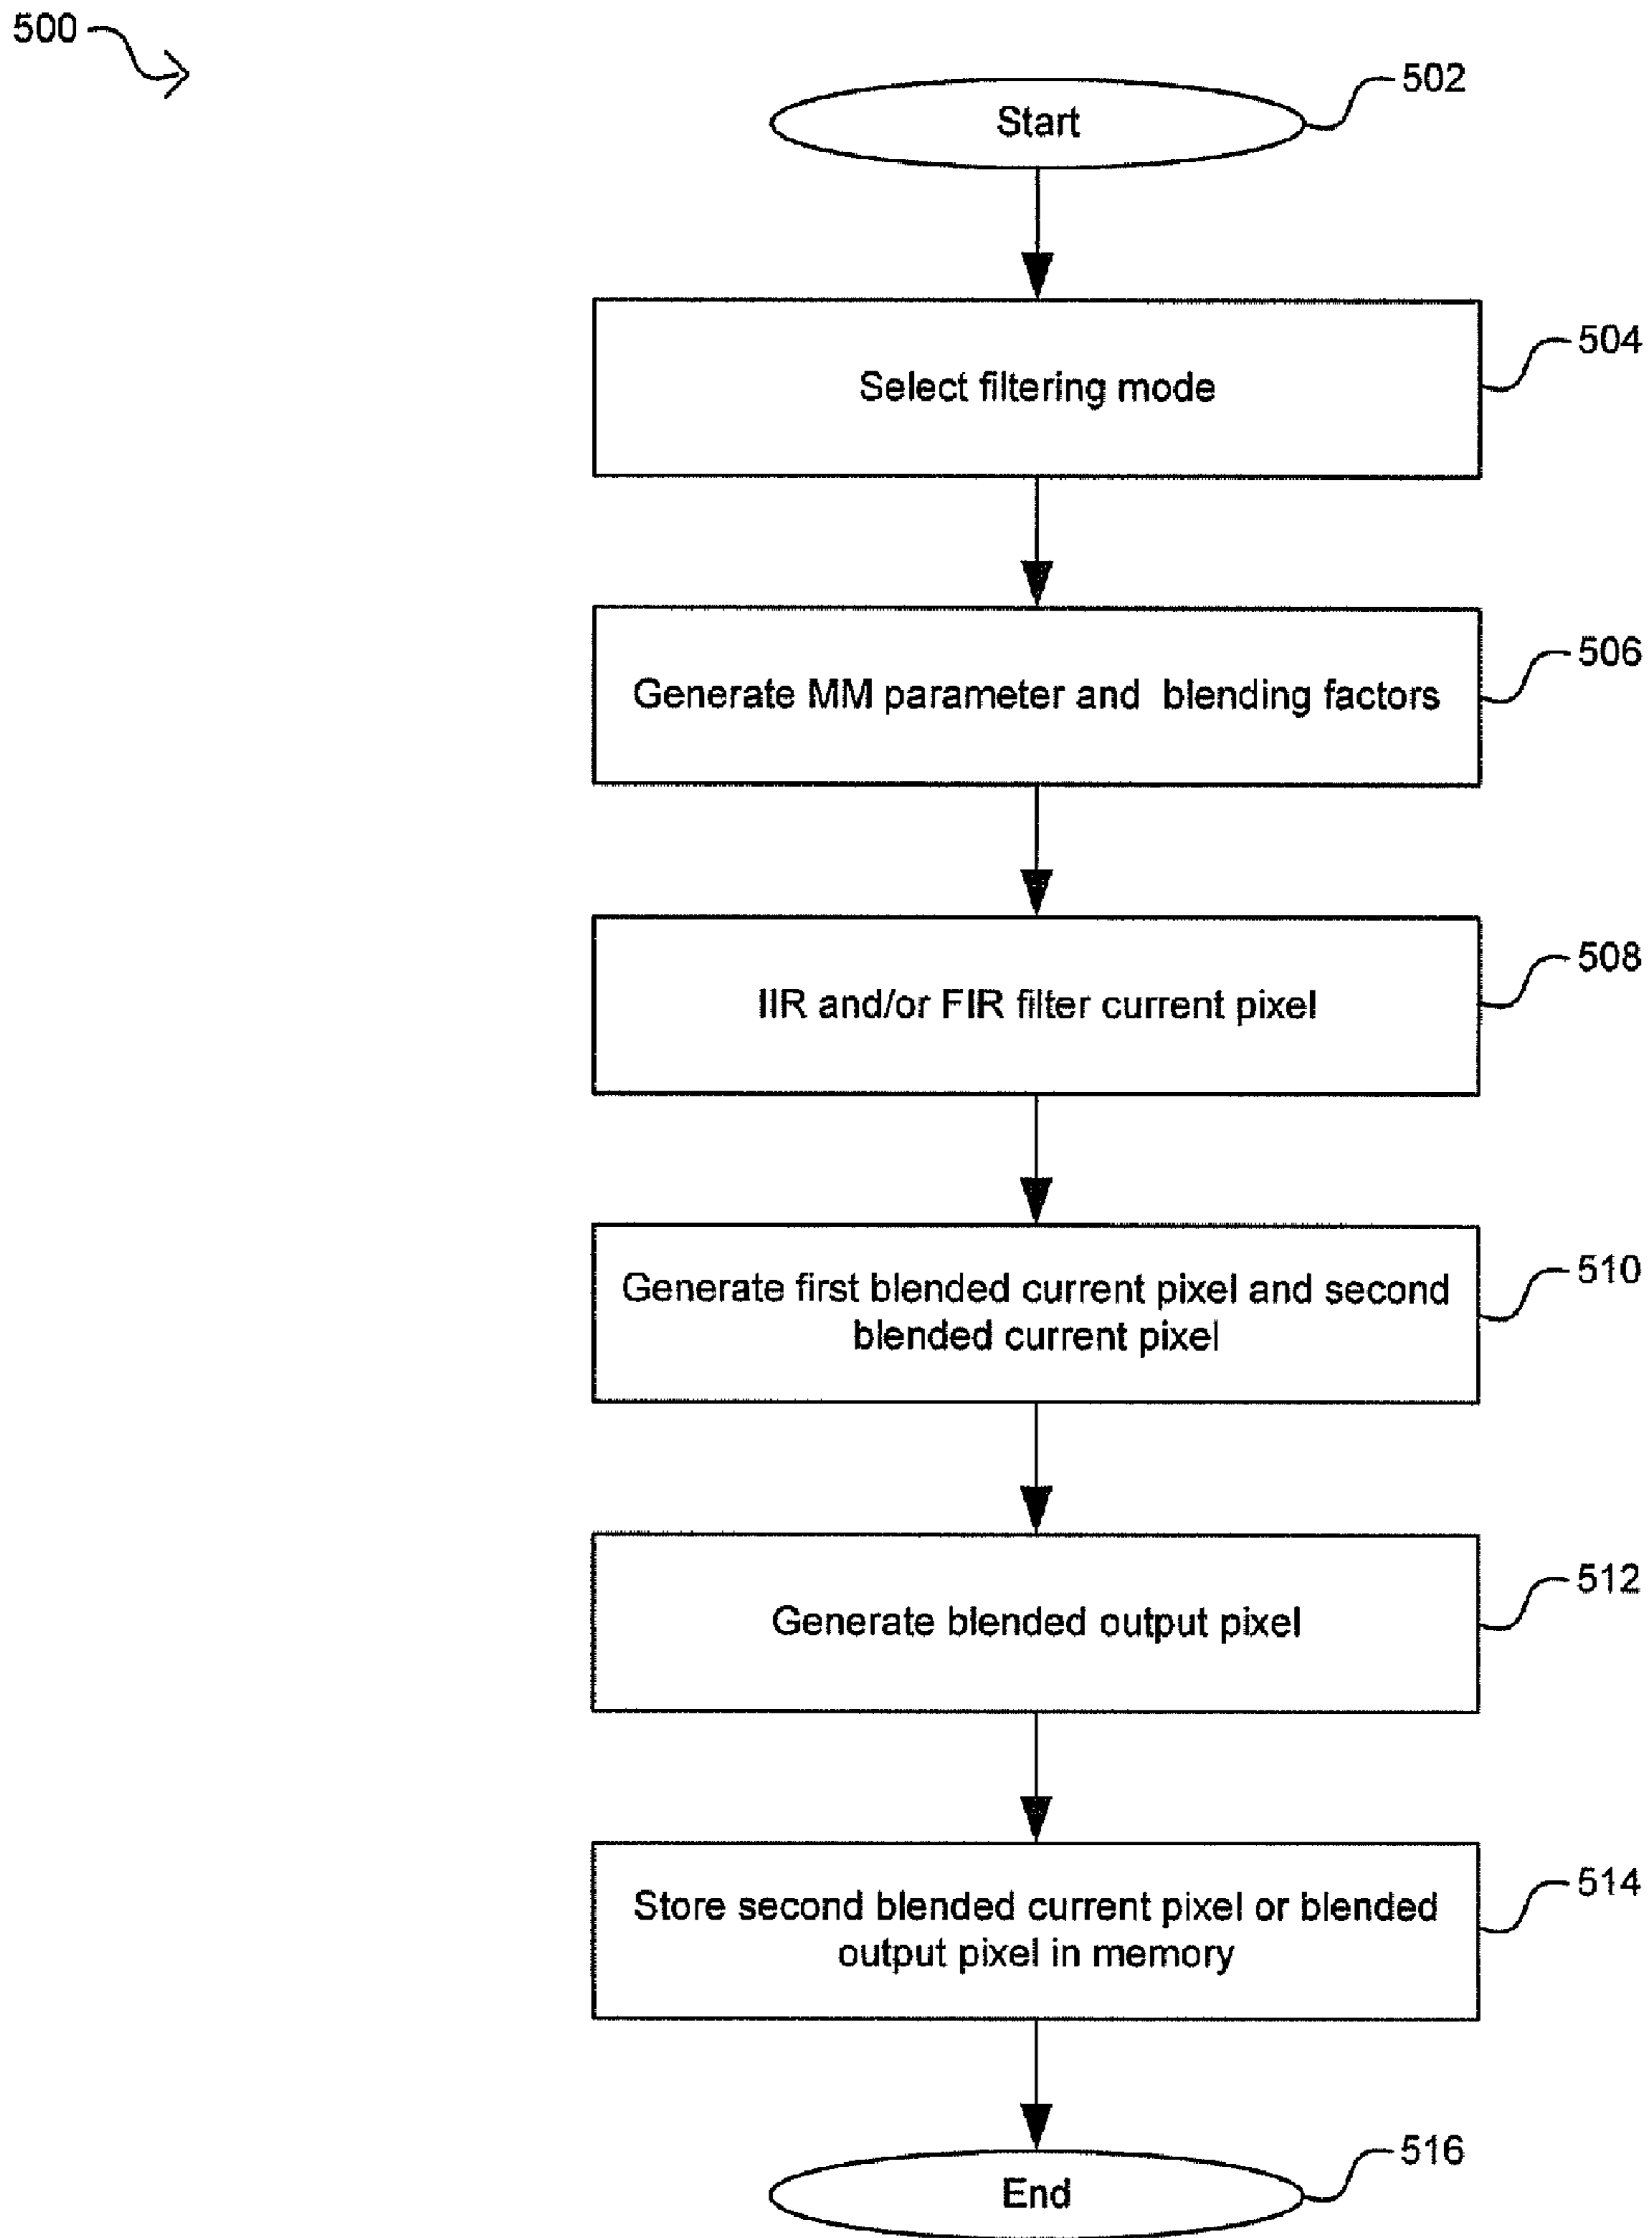 500
502
Start
504
Select filtering mode
506
Generate MM parameter and blending factors
508
IIR and/or FIR filter current pixel
510
Generate first blended current pixel and second
blended current pixel
512
Generate blended output pixel
514
Store second blended current pixel or blended
output pixel in memory
516
End